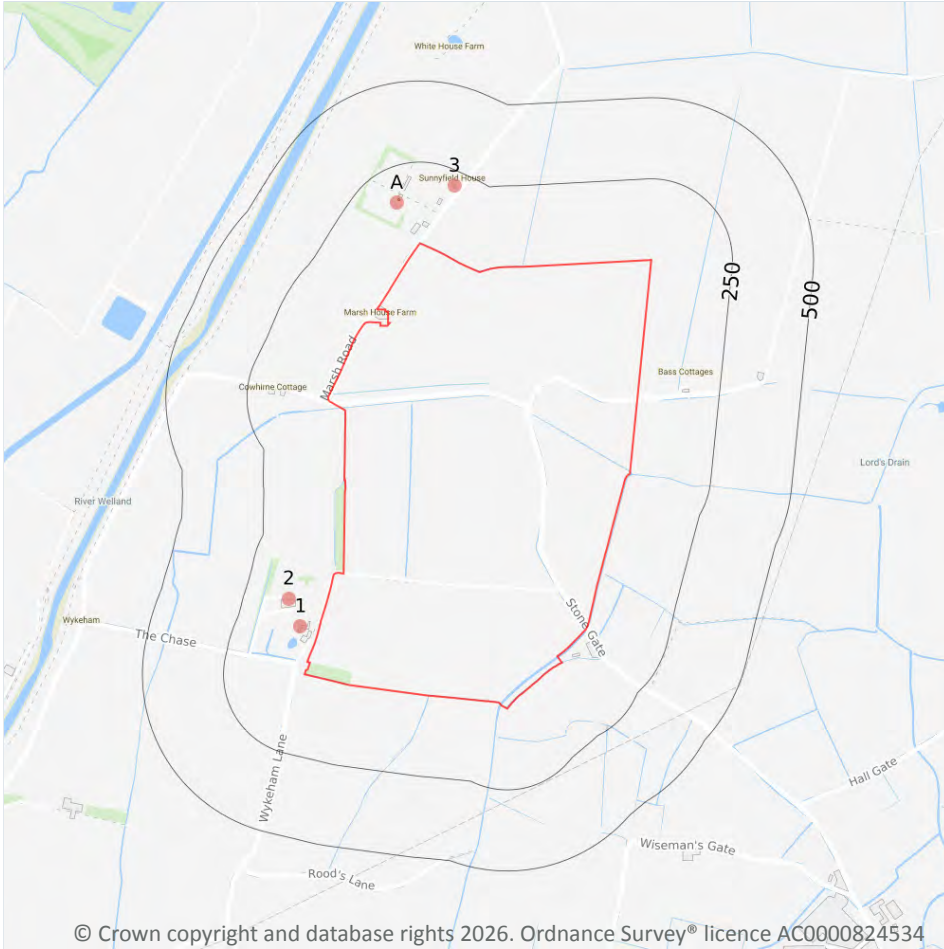 White House Farm
3
Sunnyfield House
A
250
500
Marsh House Farm
Marsh Road
Bass Cottages
Cowhirne Cottage
Lord's Drain
River Welland
2
1
Stone Gate
Wykeham
The Chase
Wykeham Lane
Hall Gate
Wiseman's Gate
Rood's Lane
© Crown copyright and database rights 2026. Ordnance Survey® licence AC0000824534